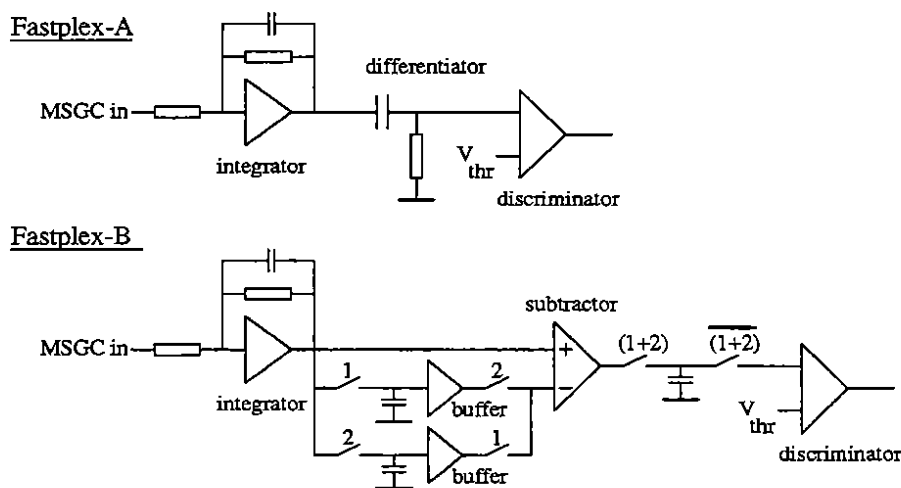 Fastplex-A
differentiator
MSGC in
integrator
V
thr
discriminator
Fastplex-B
subtractor
MSGC in
+
(1+2)
(1+2)
1
2
−
integrator
buffer
2
1
V
thr
buffer
discriminator